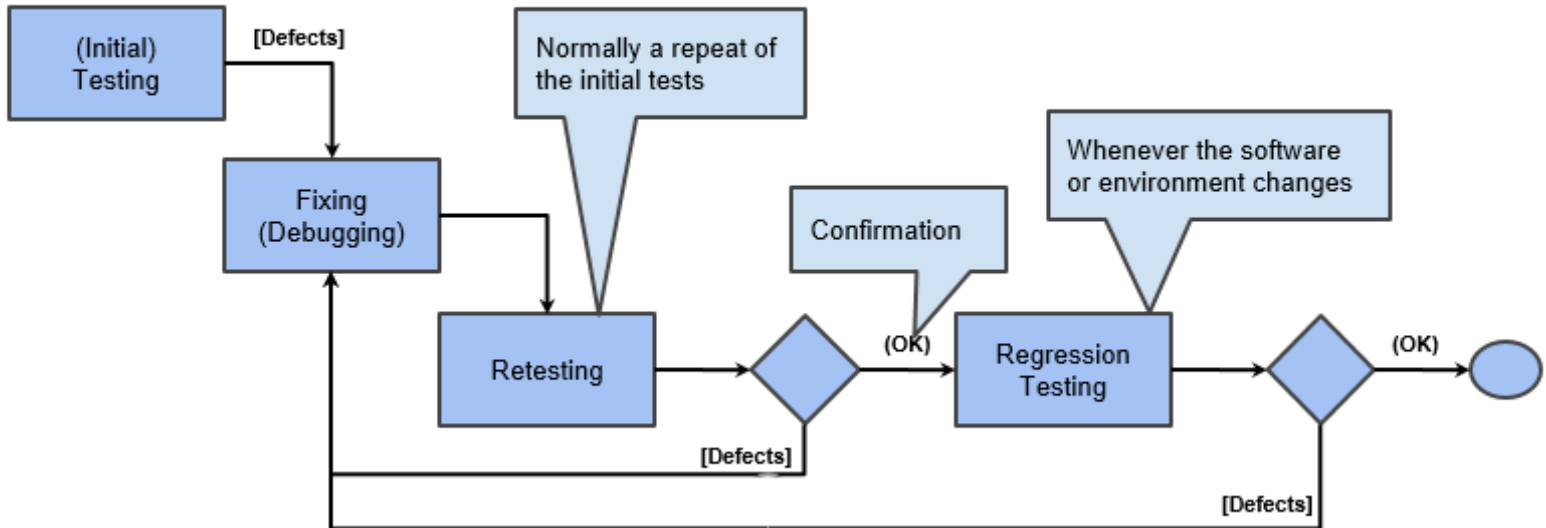 (Initial)
Testing
[Defects]
Normally a repeat of
the initial tests
Fixing
(Debugging)
Whenever the software
or environment changes
Confirmation
Retesting
(OK)
Regression
Testing
(OK)
[Defects]
[Defects]